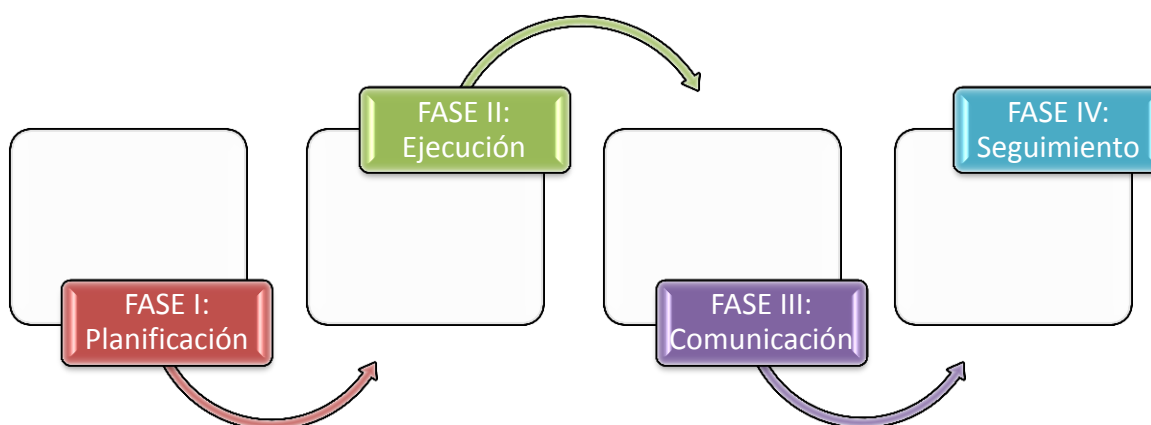 FASE I:
Planificación
FASE II:
Ejecución
FASE III:
Comunicación
FASE IV:
Seguimiento